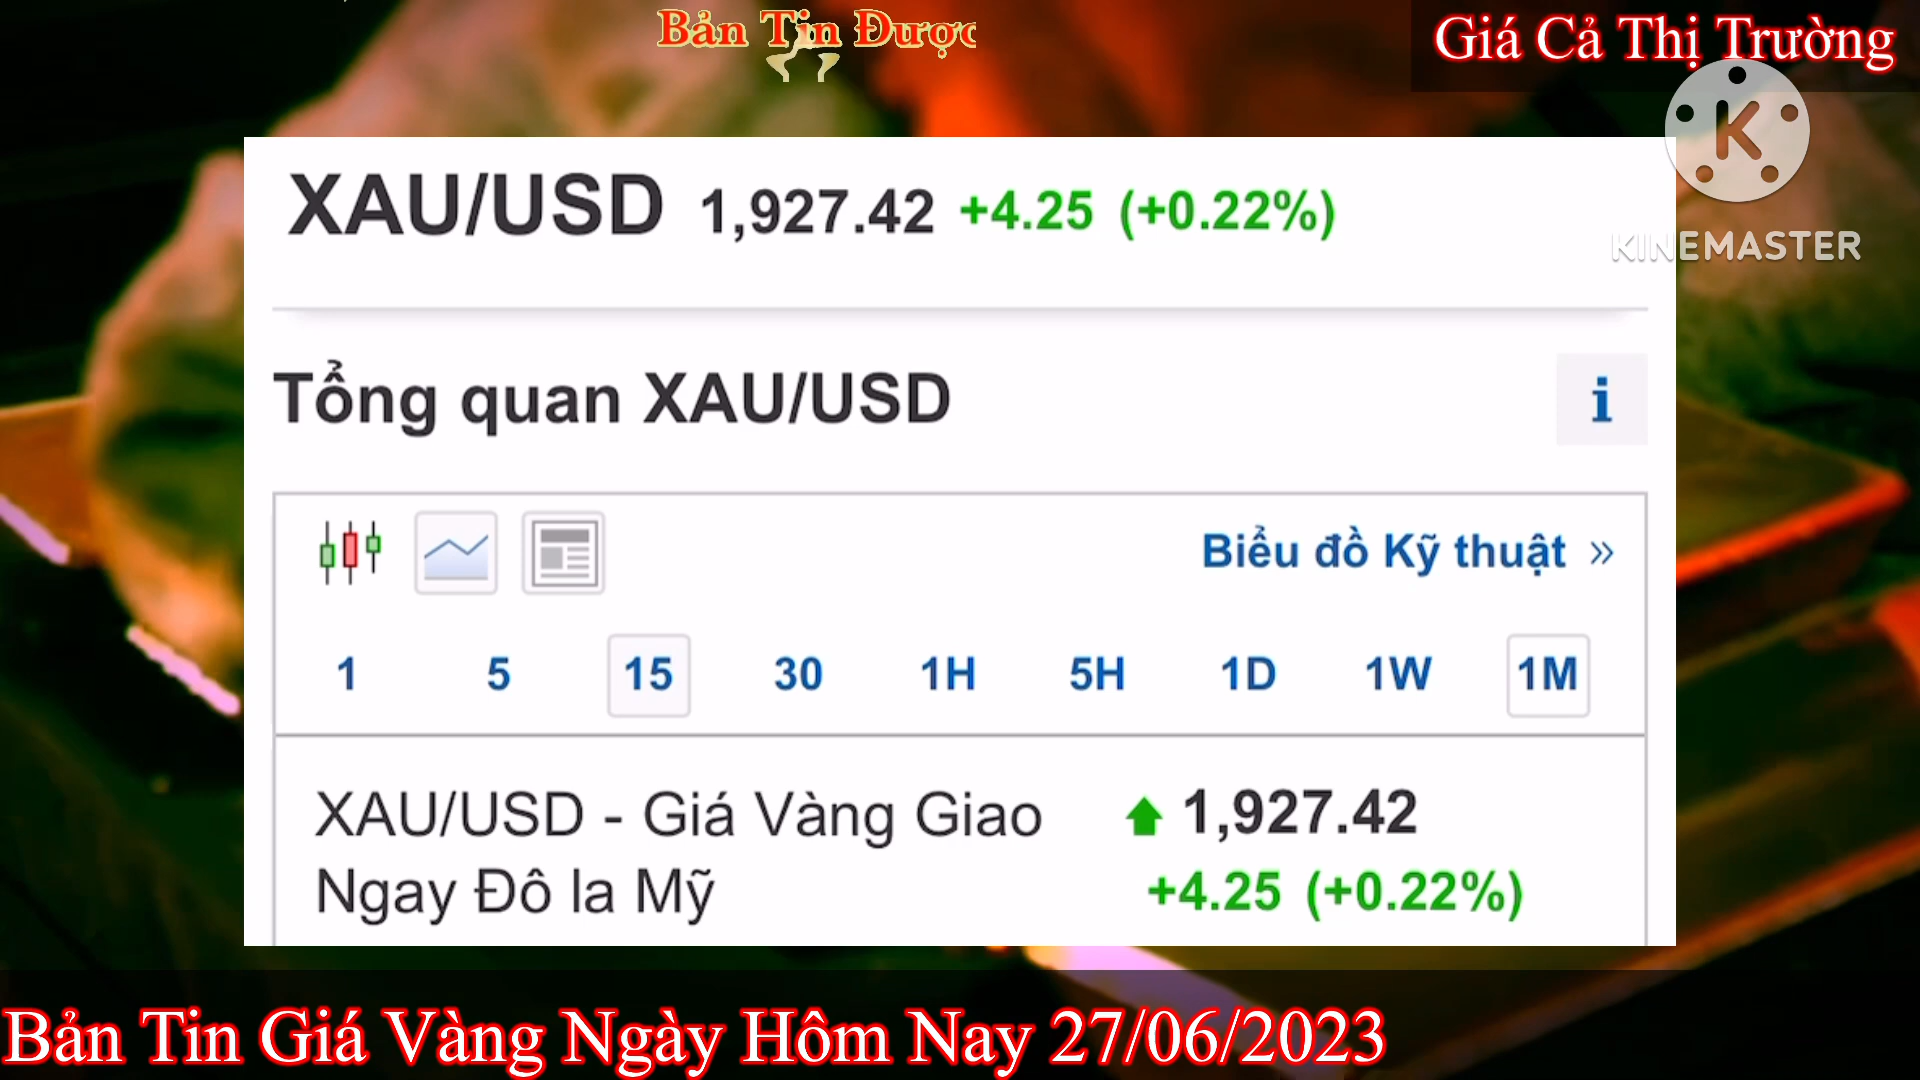 Bản Tin Được
Giá Cả Thị Trường
K
KINEMASTER
XAU/USD 1,927.42 +4.25 (+0.22%)
Tổng quan XAU/USD
i
Biểu đồ Kỹ thuật »
1 5 15 30 1H 5H 1D 1W 1M
XAU/USD - Giá Vàng Giao 1,927.42
Ngay Đô la Mỹ +4.25 (+0.22%)
Bản Tin Giá Vàng Ngày Hôm Nay 27/06/2023